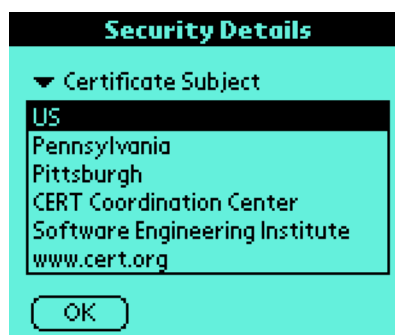 Security Details
Certificate Subject
US
Pennsylvania
Pittsburgh
CERT Coordination Center
Software Engineering Institute
www.cert.org
OK